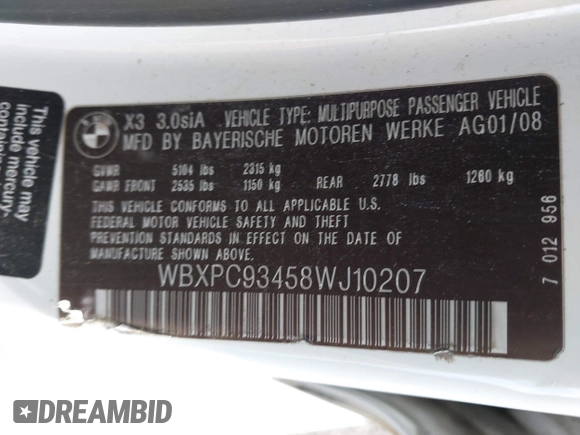 X3 3.0siA VEHICLE TYPE: MULTIPURPOSE PASSENGER VEHICLE
MFD BY BAYERISCHE MOTOREN WERKE AG01/08
GVWR 5104 lbs 2315 kg
GAWR FRONT 2535 lbs 1150 kg REAR 2778 lbs 1260 kg
THIS VEHICLE CONFORMS TO ALL APPLICABLE U.S.
FEDERAL MOTOR VEHICLE SAFETY AND THEFT
PREVENTION STANDARDS IN EFFECT ON THE DATE OF
MANUFACTURE SHOWN ABOVE.
WBXPC93458WJ10207
7 012 956
This vehicle may
include mercury-
BMW
DREAMBID